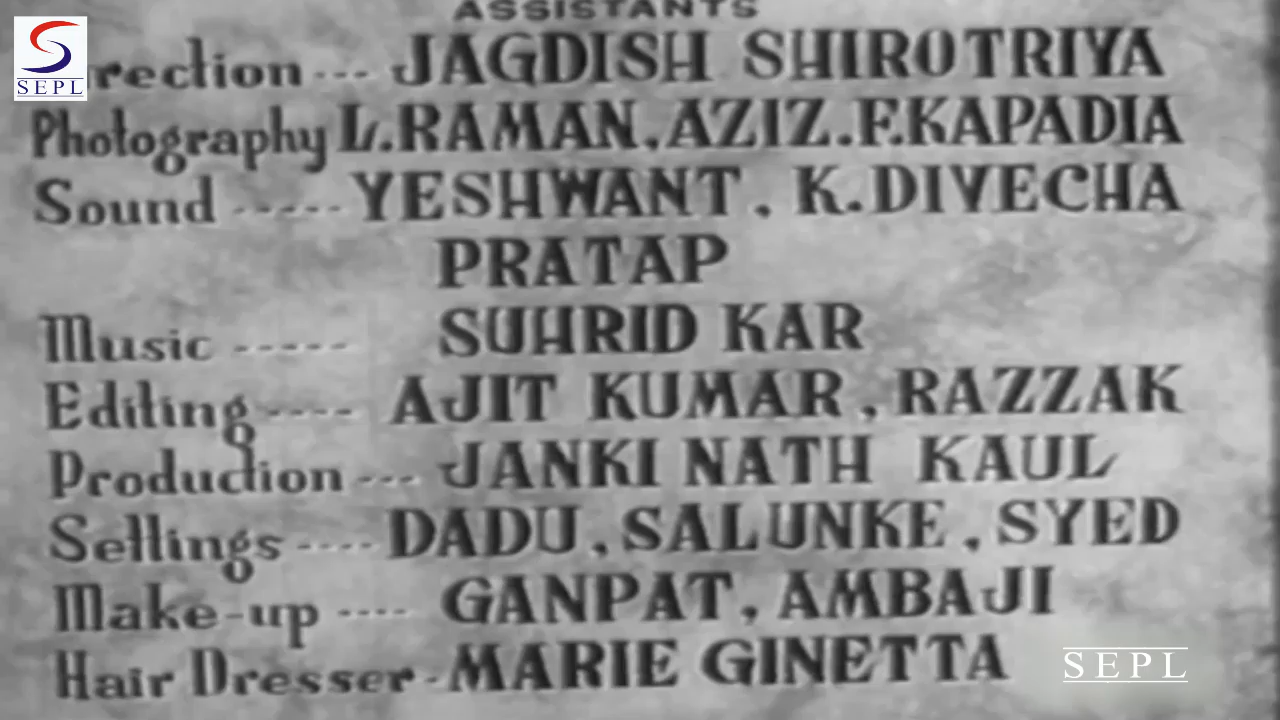 ASSISTANTS
rection --- JAGDISH SHIROTRIYA
SEPL
Photography L.RAMAN, AZIZ. F.KAPADIA
Sound ----- YESHWANT, K. DIVECHA
PRATAP
Music ----- SUHRID KAR
Editing ---- AJIT KUMAR, RAZZAK
Production --- JANKI NATH KAUL
Settings ---- DADU, SALUNKE, SYED
Make-up ---- GANPAT, AMBAJI
Hair Dresser - MARIE GINETTA
SEPL